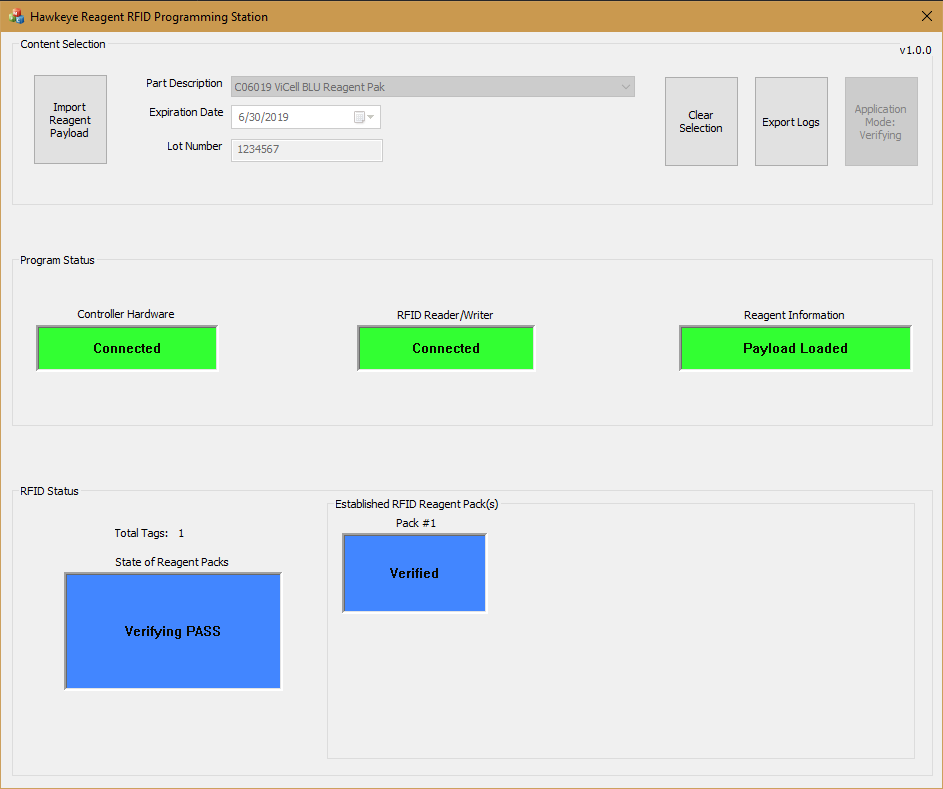 Hawkeye Reagent RFID Programming Station
Content Selection
v1.0.0
Import
Reagent
Payload
Part Description
C06019 ViCell BLU Reagent Pak
Expiration Date
6/30/2019
Lot Number
1234567
Clear
Selection
Export Logs
Application
Mode:
Verifying
Program Status
Controller Hardware
Connected
RFID Reader/Writer
Connected
Reagent Information
Payload Loaded
RFID Status
Total Tags: 1
State of Reagent Packs
Verifying PASS
Established RFID Reagent Pack(s)
Pack #1
Verified